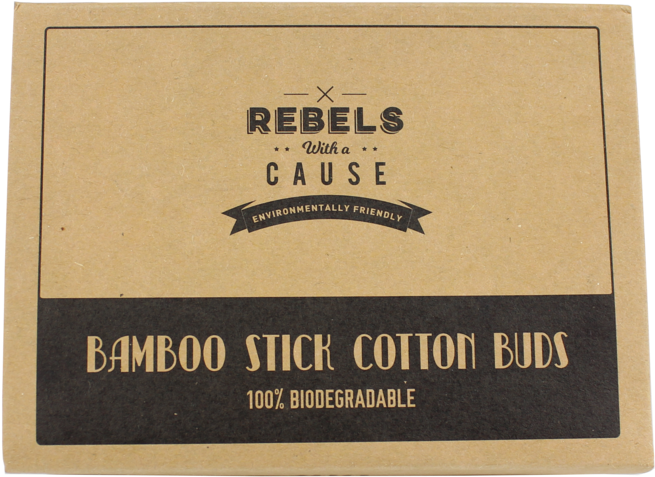 REBELS
With a
CAUSE
ENVIRONMENTALLY FRIENDLY
BAMBOO STICK COTTON BUDS
100% BIODEGRADABLE